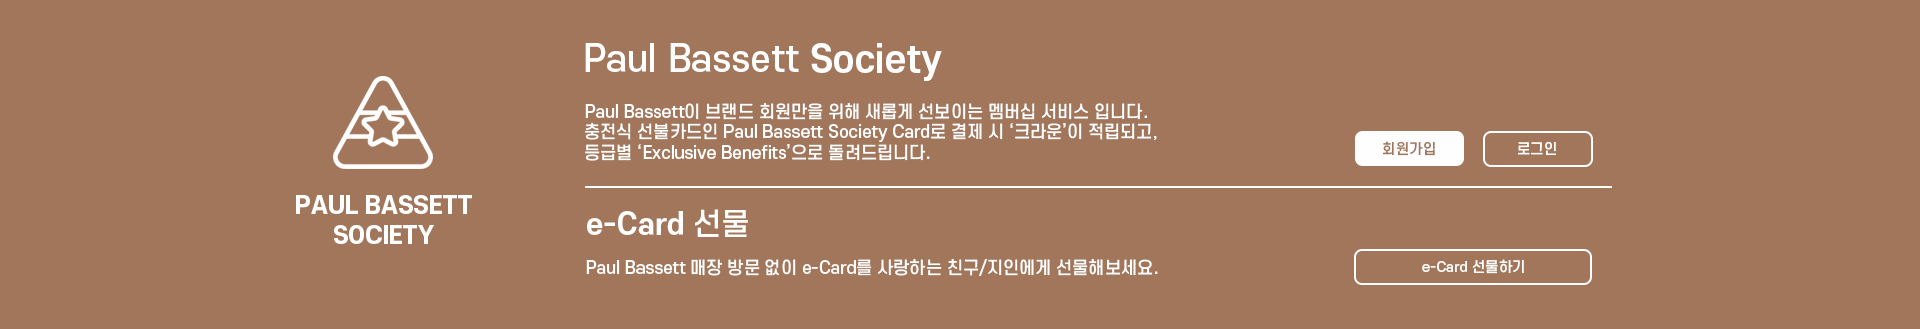 PAUL BASSETT
SOCIETY
Paul Bassett Society
Paul Bassett이 브랜드 회원만을 위해 새롭게 선보이는 멤버십 서비스 입니다.
충전식 선불카드인 Paul Bassett Society Card로 결제 시 ‘크라운’이 적립되고,
등급별 ‘Exclusive Benefits’으로 돌려드립니다.
회원가입
로그인
e-Card 선물
Paul Bassett 매장 방문 없이 e-Card를 사랑하는 친구/지인에게 선물해보세요.
e-Card 선물하기